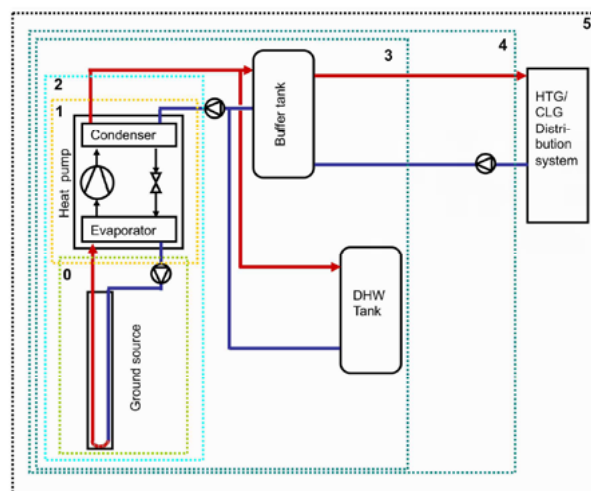 5
4
3
2
1
Condenser
Heat pump
Evaporator
0
Ground source
Buffer tank
DHW
Tank
HTG/
CLG
Distri-
bution
system